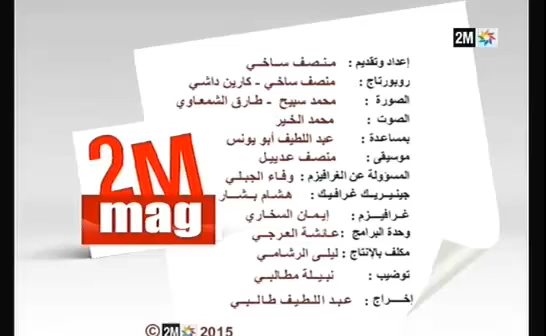 2M
إعداد وتقديم : منصف ساخي
روبورتاج : منصف ساخي - كارين داشي
الصورة : محمد سبيح - طارق الشمعاوي
الصوت : محمد الخير
بمساعدة : عبد اللطيف أبو يونس
موسيقى : منصف عدييل
المسؤولة عن الغرافيزم : وفاء الجبلي
جينيريك غرافيك : هشام بشار
غرافيزم : إيمان السخاري
وحدة البرامج : عائشة العرجي
مكلف بالإنتاج : ليلى الرشامي
توضيب : نبيلة مطالبي
إخراج : عبد اللطيف طالبي
2M
mag
© 2M 2015